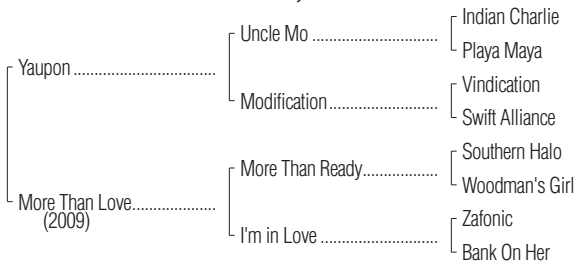 Indian Charlie
Uncle Mo
Playa Maya
Yaupon
Vindication
Modification
Swift Alliance
Southern Halo
More Than Ready
Woodman's Girl
More Than Love
(2009)
Zafonic
I'm in Love
Bank On Her